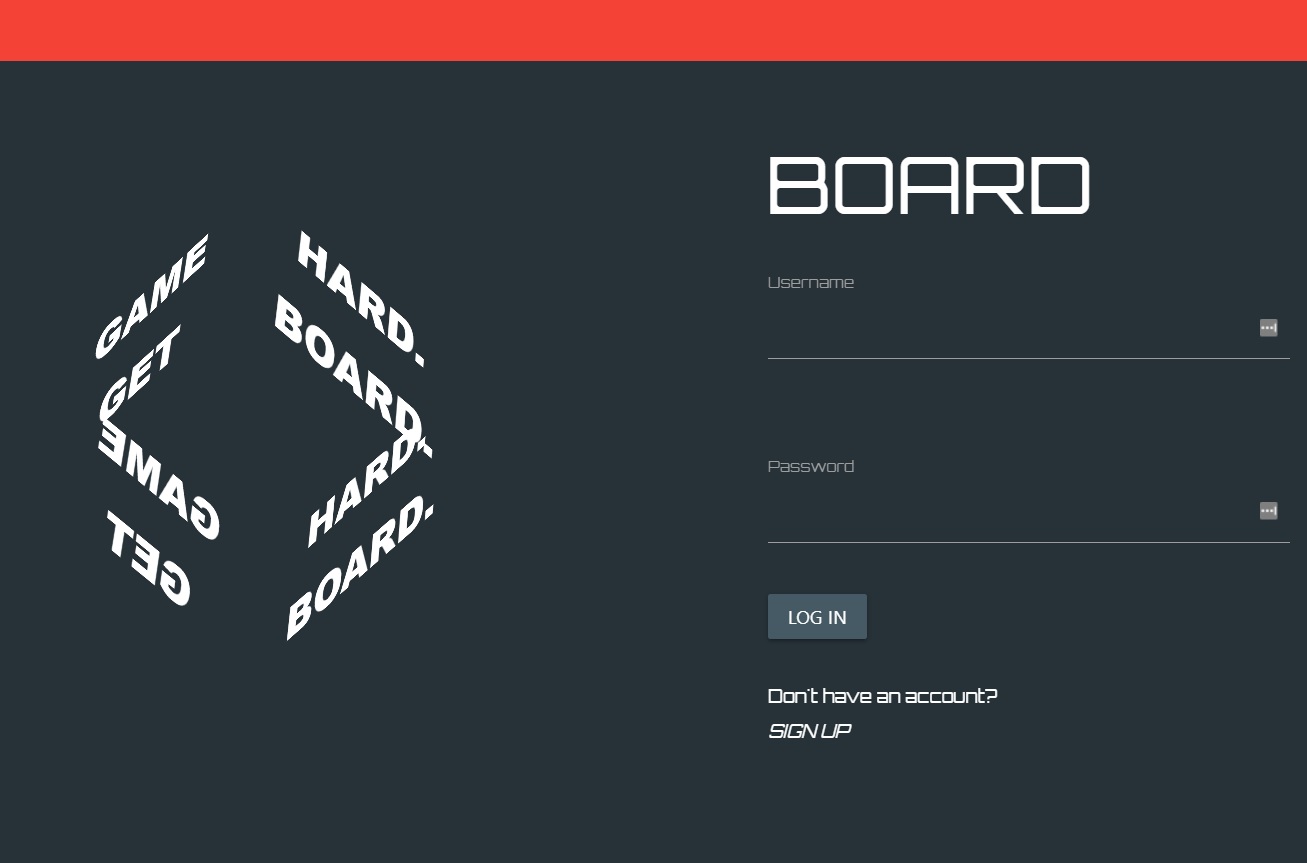 GAME
GET
GAME
GET
HARD.
BOARD.
HARD.
BOARD.
BOARD
Username
Password
LOG IN
Don't have an account?
SIGN UP